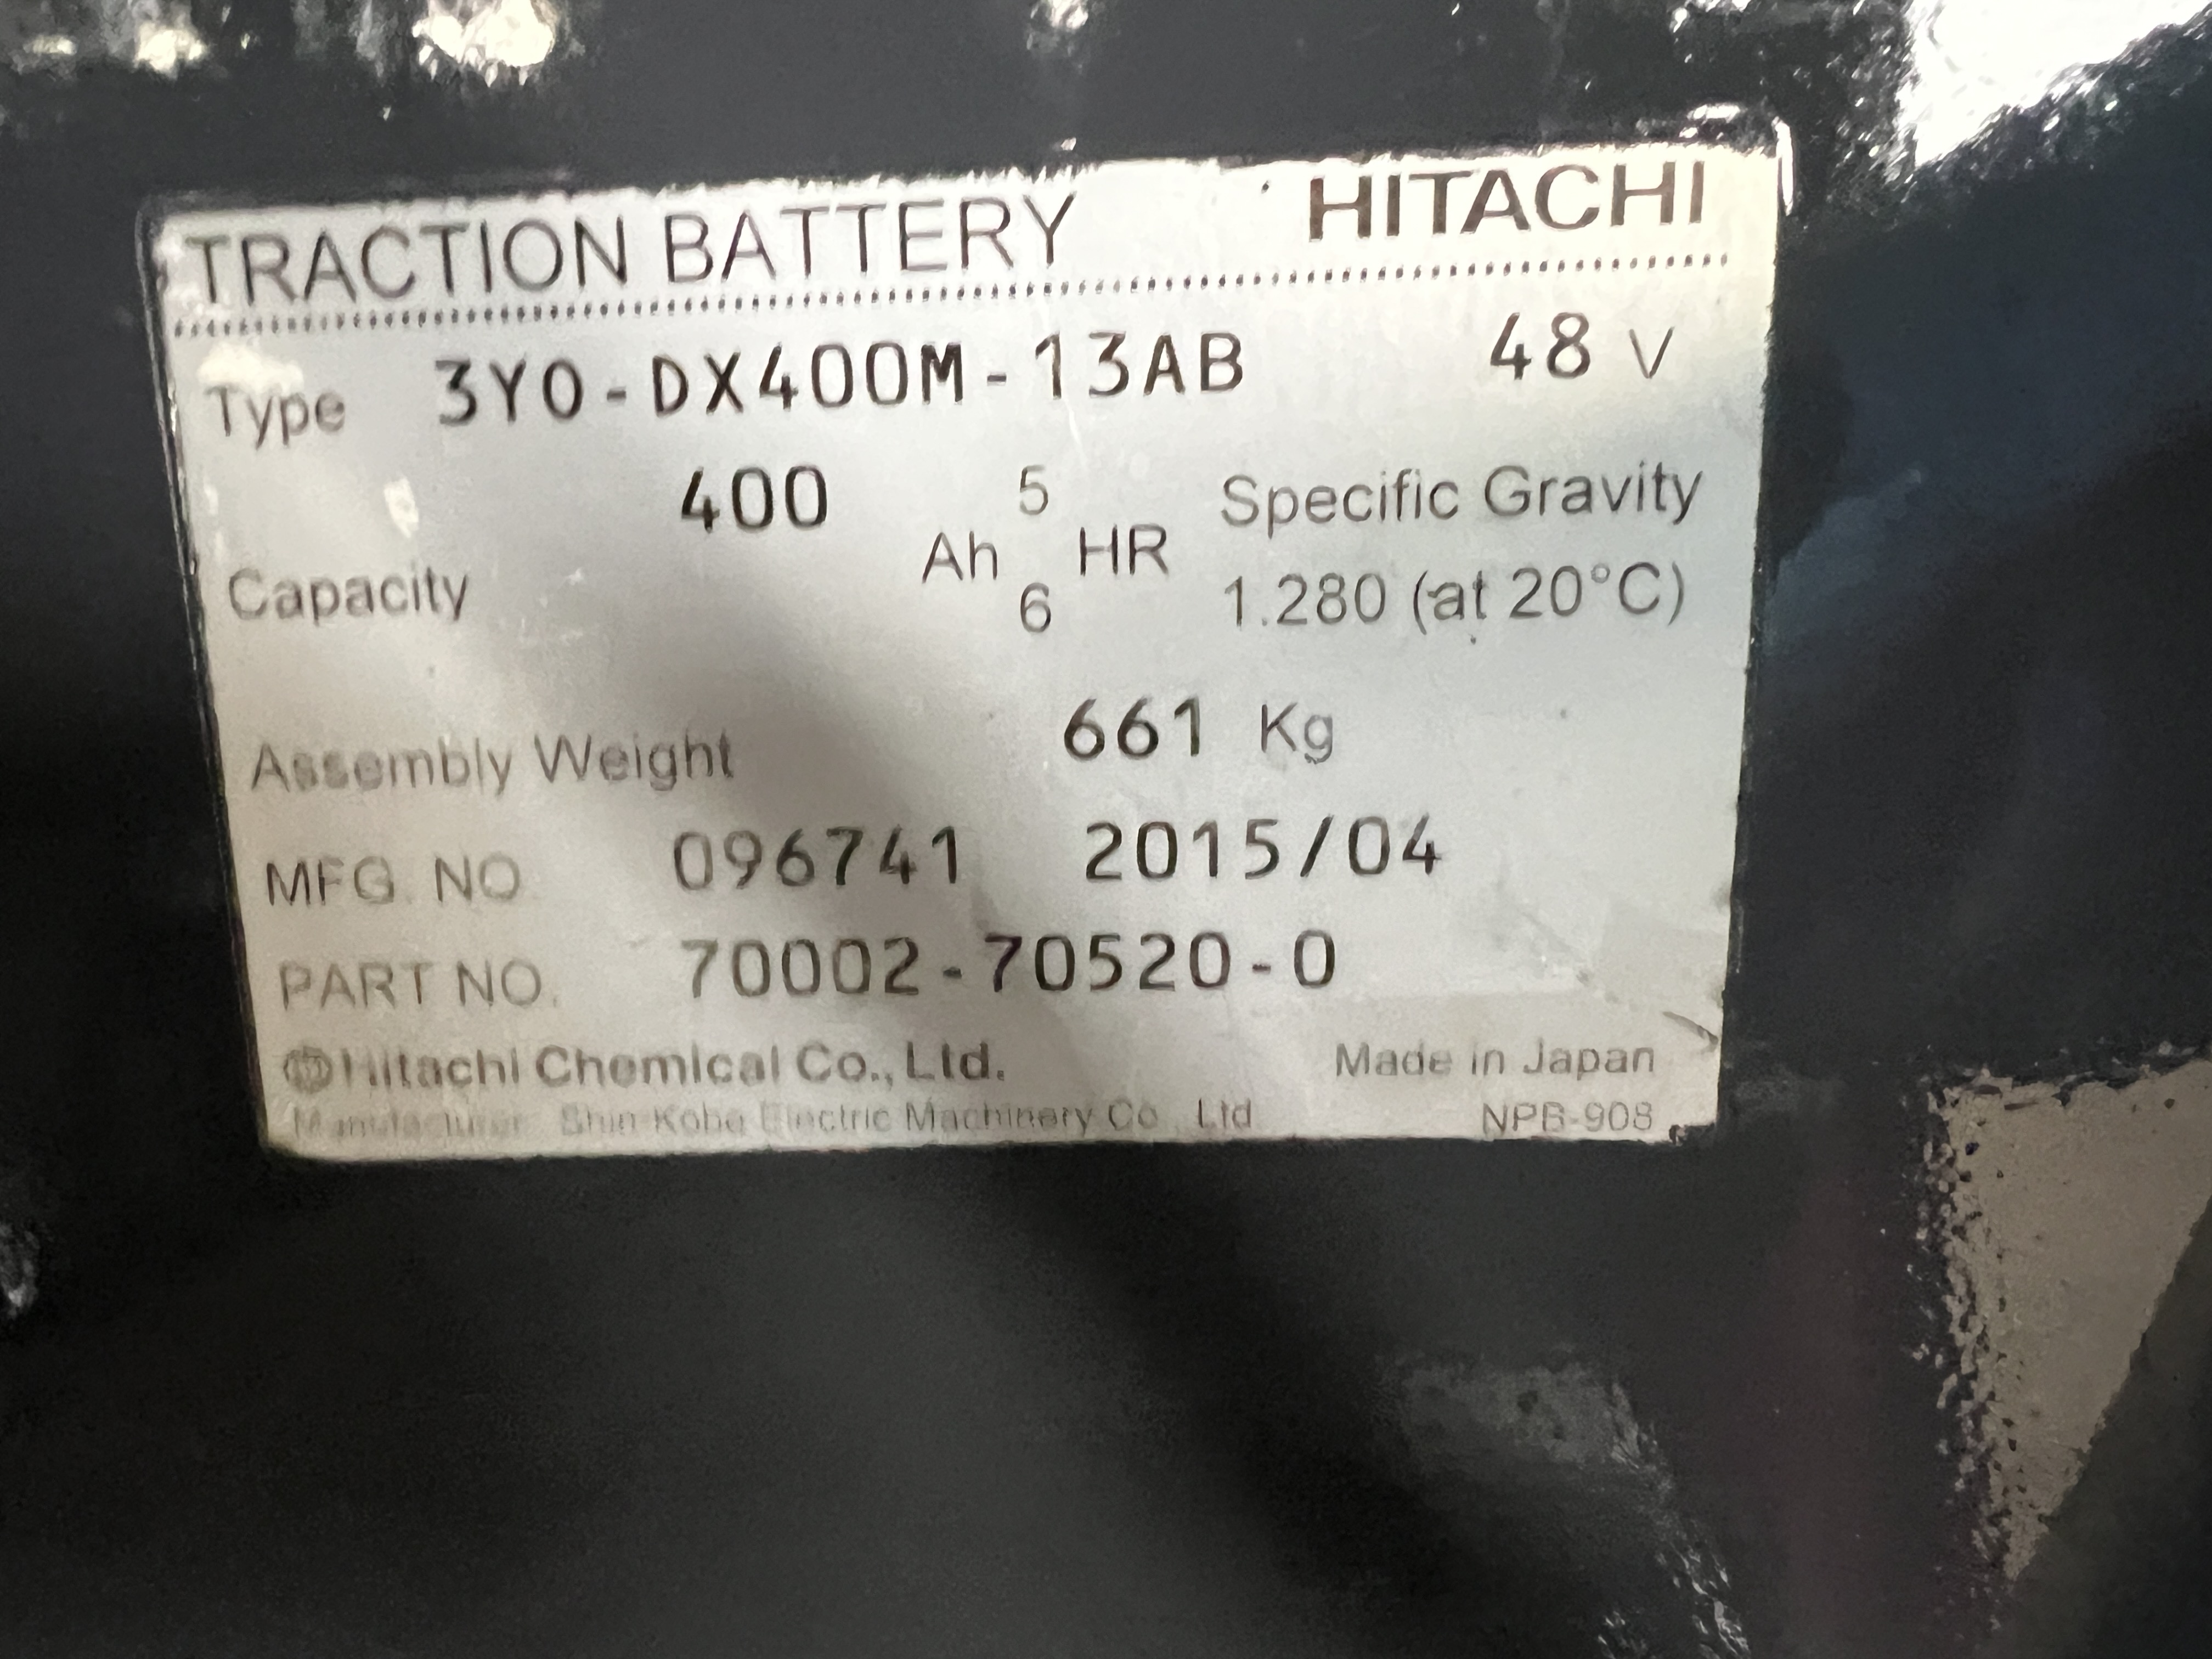 TRACTION BATTERY HITACHI
Type 3Y0-DX400M-13AB 48 V
400 5 Specific Gravity
Capacity Ah 6 HR 1.280 (at 20°C)
Assembly Weight 661 Kg
MFG. NO 096741 2015/04
PART NO. 70002-70520-0
Hitachi Chemical Co., Ltd. Made in Japan
Manufacturer Shin-Kobe Electric Machinery Co., Ltd. NPB-908